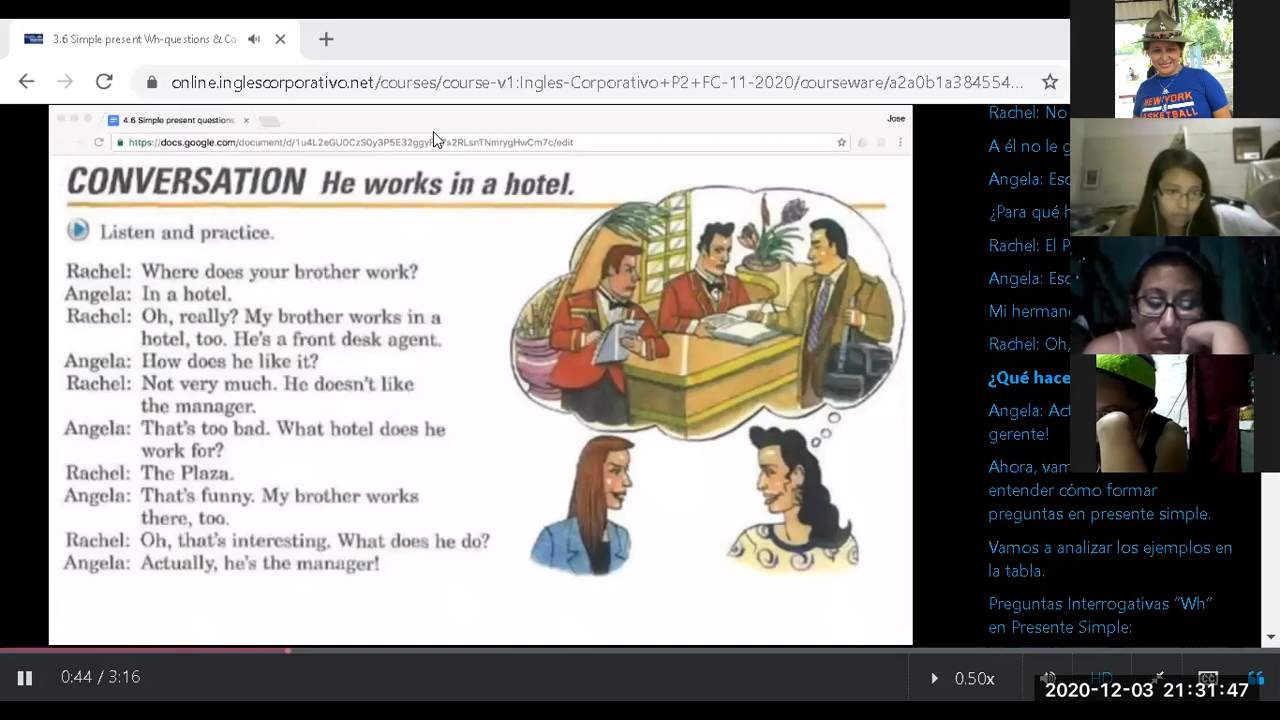 3.6 Simple present Wh-questions & Co
online.inglescorporativo.net/courses/course-v1:Ingles-Corporativo+P2+FC-11-2020/courseware/a2a0b1a384554...
4.6 Simple present questions
Jose
CONVERSATION He works in a hotel.
Listen and practice.
Rachel: Where does your brother work?
Angela: In a hotel.
Rachel: Oh, really? My brother works in a
hotel, too. He's a front desk agent.
Angela: How does he like it?
Rachel: Not very much. He doesn't like
the manager.
Angela: That's too bad. What hotel does he
work for?
Rachel: The Plaza.
Angela: That's funny. My brother works
there, too.
Rachel: Oh, that's interesting. What does he do?
Angela: Actually, he's the manager!
Rachel: No
A él no le g
Angela: Esc
¿Para qué h
Rachel: El P
Angela: Esc
Mi herman
Rachel: Oh,
¿Qué hace
Angela: Act
gerente!
Ahora, vam
entender cómo formar
preguntas en presente simple.
Vamos a analizar los ejemplos en
la tabla.
Preguntas Interrogativas "Wh"
en Presente Simple:
NEW YORK
BASKETBALL
0:44 / 3:16
0.50x
HD
CC
2020-12-03 21:31:47